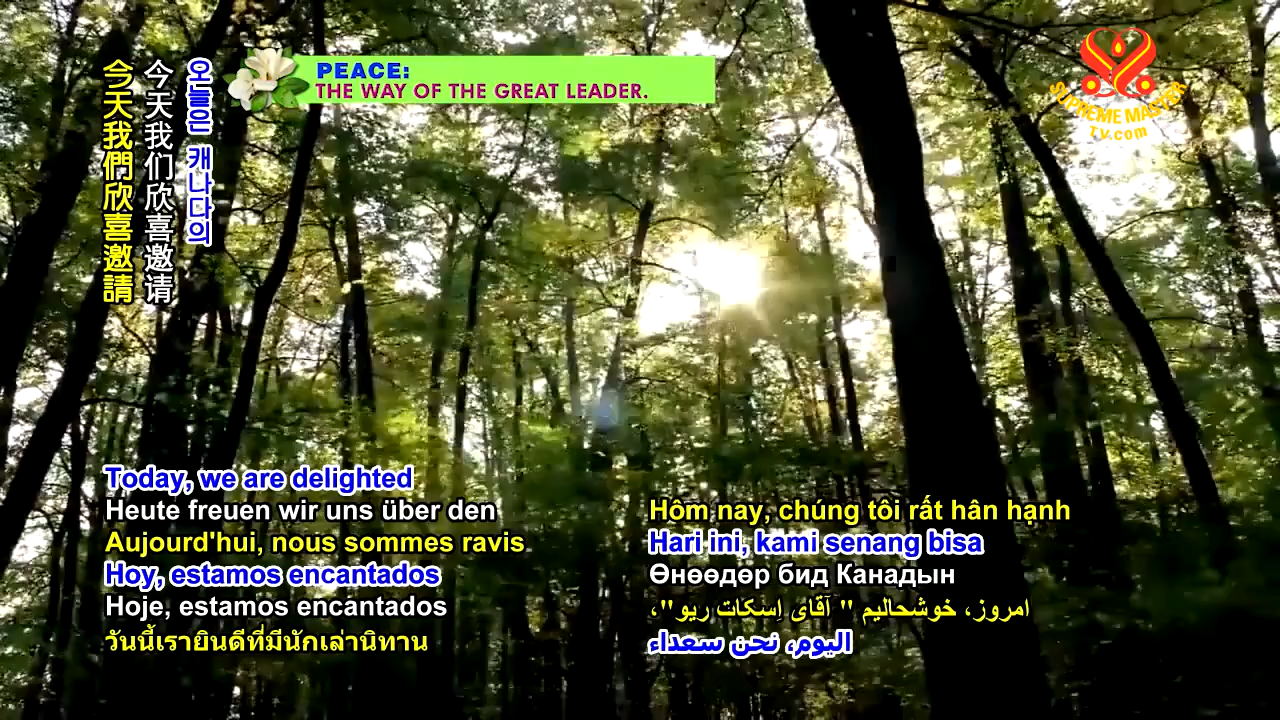 PEACE:
THE WAY OF THE GREAT LEADER.
SUPREME MASTER
TV.com
今天我們欣喜邀請
今天我们欣喜邀请
오늘은 캐나다의
Today, we are delighted
Heute freuen wir uns über den
Aujourd'hui, nous sommes ravis
Hoy, estamos encantados
Hoje, estamos encantados
วันนี้เรายินดีที่มีนักเล่านิทาน
Hôm nay, chúng tôi rất hân hạnh
Hari ini, kami senang bisa
Өнөөдөр бид Канадын
امروز، خوشحالیم " آقای اِسکات ریو"،
اليوم، نحن سعداء